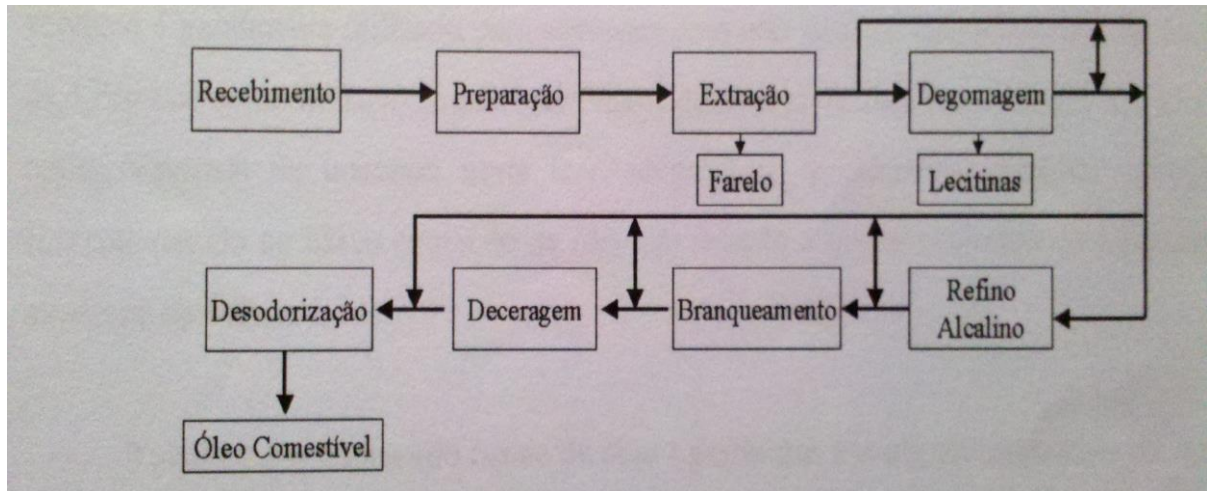 Recebimento
Preparação
Extração
Degomagem
Farelo
Lecitinas
Desodorização
Deceragem
Branqueamento
Refino
Alcalino
Óleo Comestível